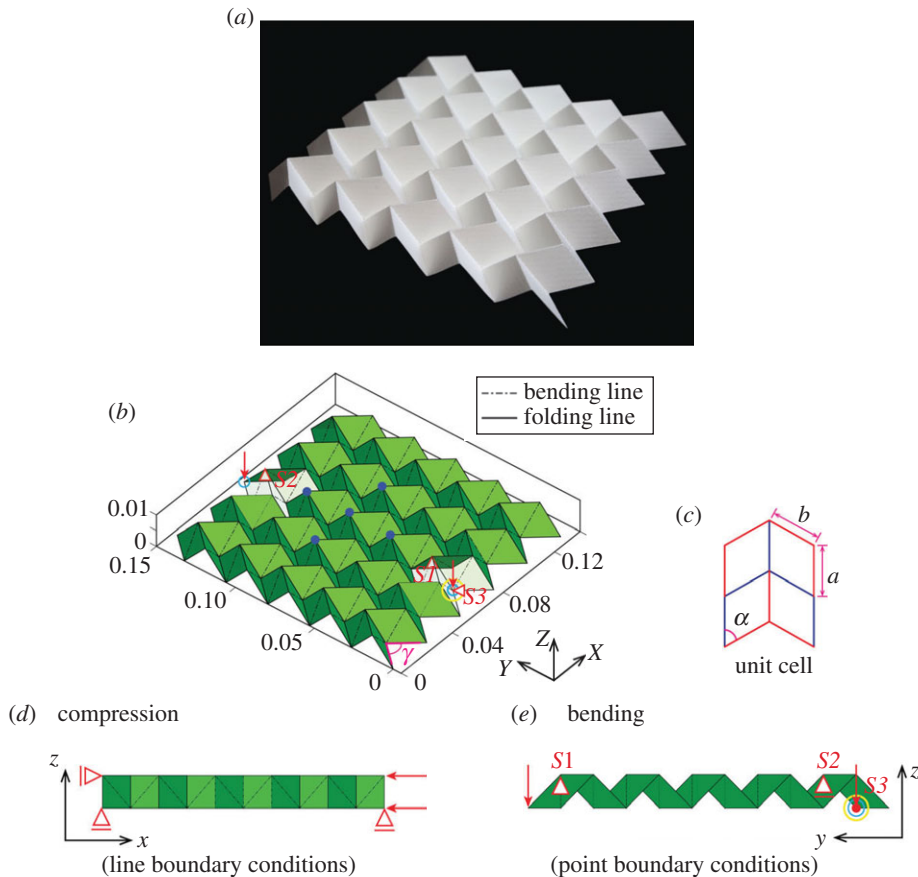 (a)
(b)
bending line
folding line
S2
0.01
0
0.15
0.10
0.05
0
0
0.04
0.08
0.12
S1
S3
γ
Z
Y
X
(c)
b
a
α
unit cell
(d) compression
z
x
(line boundary conditions)
(e) bending
S1
S2
S3
z
y
(point boundary conditions)